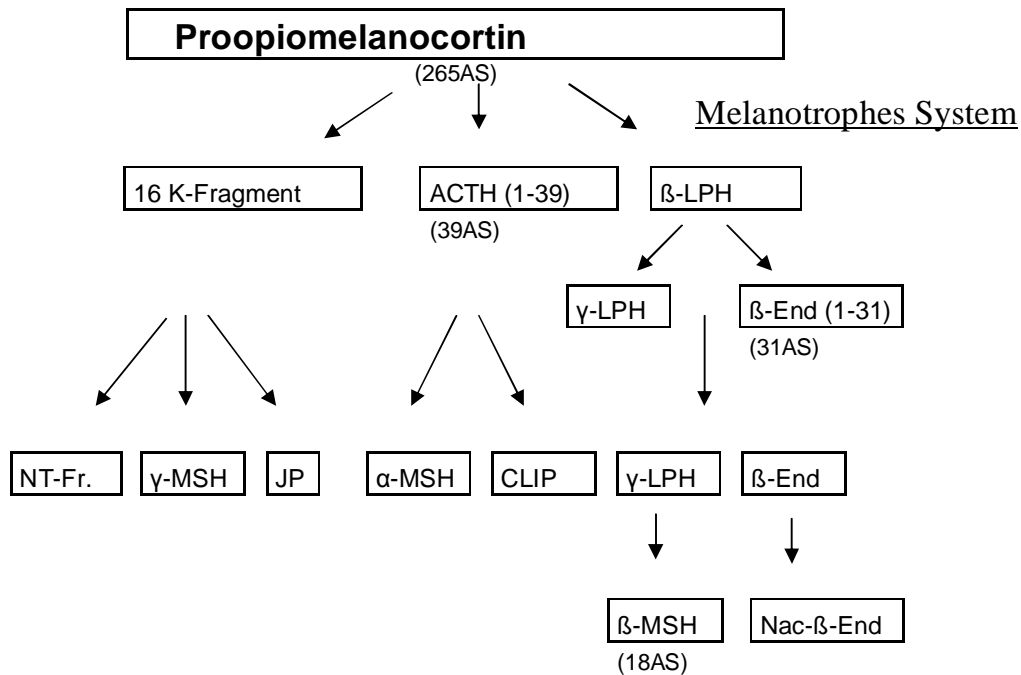 Proopiomelanocortin
(265AS)
Melanotrophes System
16 K-Fragment
ACTH (1-39)
ß-LPH
(39AS)
γ-LPH
ß-End (1-31)
(31AS)
NT-Fr.
γ-MSH
JP
α-MSH
CLIP
γ-LPH
ß-End
ß-MSH
Nac-ß-End
(18AS)